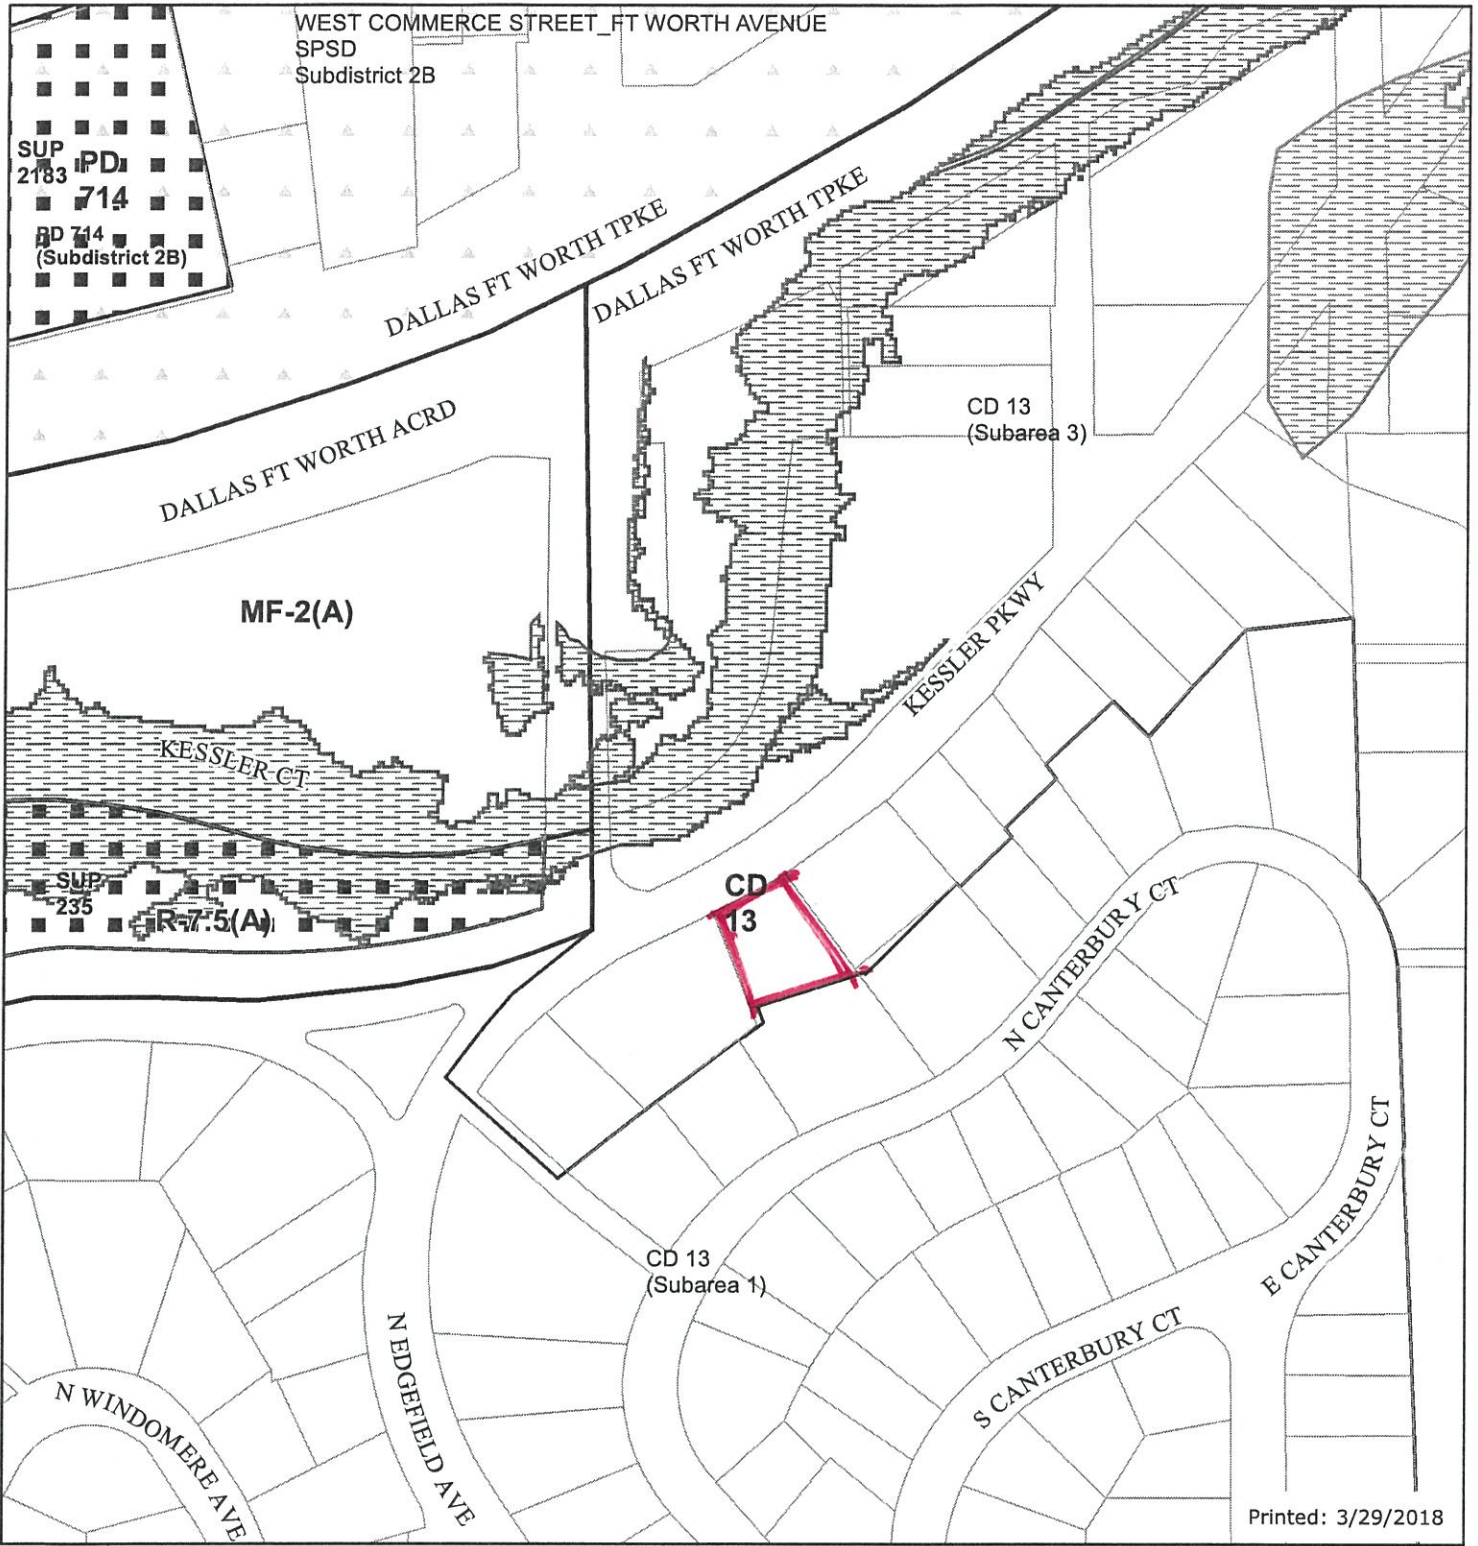 WEST COMMERCE STREET_FT WORTH AVENUE
SPSD
Subdistrict 2B
SUP
2183
PD
714
PD 714
(Subdistrict 2B)
DALLAS FT WORTH TPKE
DALLAS FT WORTH TPKE
DALLAS FT WORTH ACRD
CD 13
(Subarea 3)
MF-2(A)
KESSLER PKWY
KESSLER CT
SUP
235
R-7.5(A)
CD
13
N CANTERBURY CT
E CANTERBURY CT
CD 13
(Subarea 1)
S CANTERBURY CT
N EDGEFIELD AVE
N WINDOMERE AVE
Printed: 3/29/2018